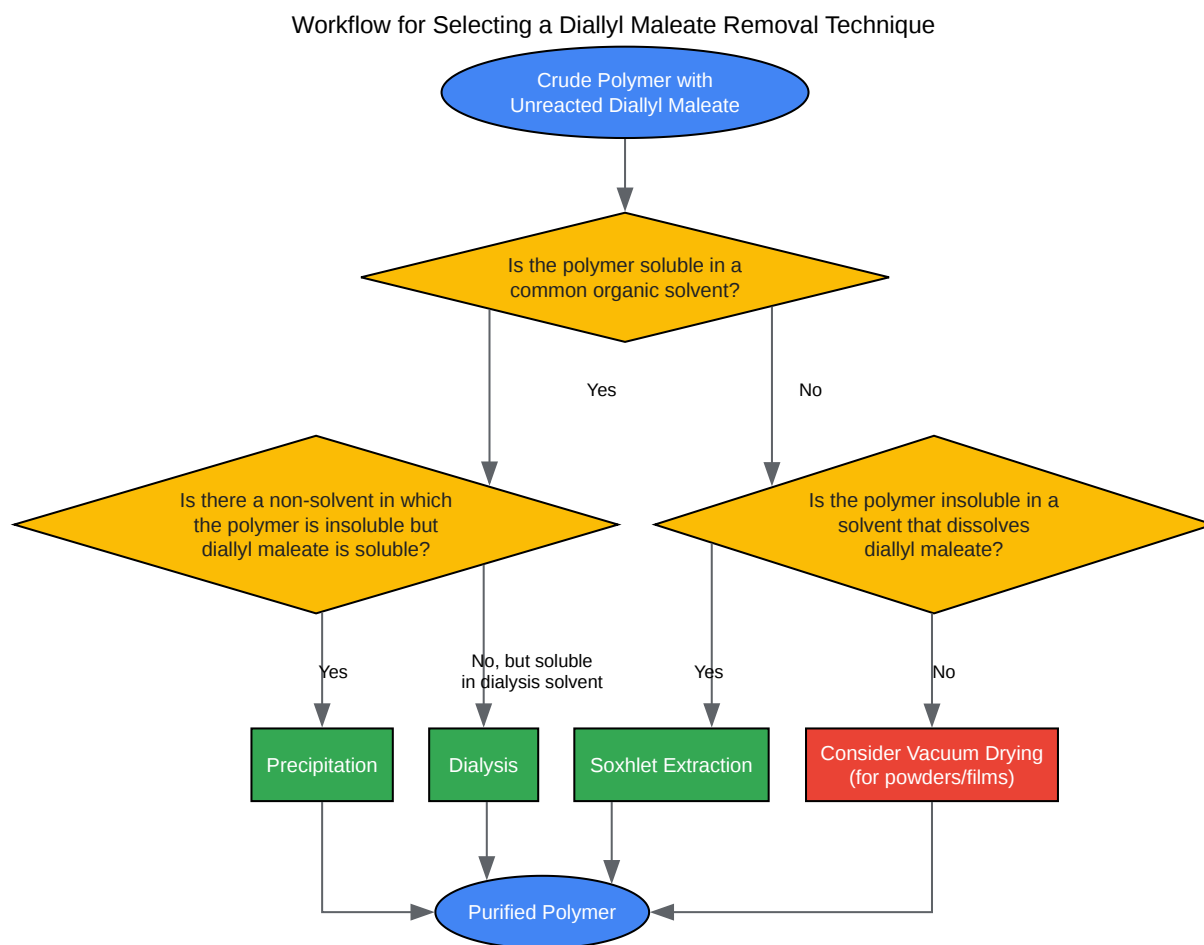 Workflow for Selecting a Diallyl Maleate Removal Technique
Crude Polymer with
Unreacted Diallyl Maleate
Is the polymer soluble in a
common organic solvent?
Yes
No
Is there a non-solvent in which
the polymer is insoluble but
diallyl maleate is soluble?
Is the polymer insoluble in a
solvent that dissolves
diallyl maleate?
Yes
No, but soluble
in dialysis solvent
Yes
No
Precipitation
Dialysis
Soxhlet Extraction
Consider Vacuum Drying
(for powders/films)
Purified Polymer